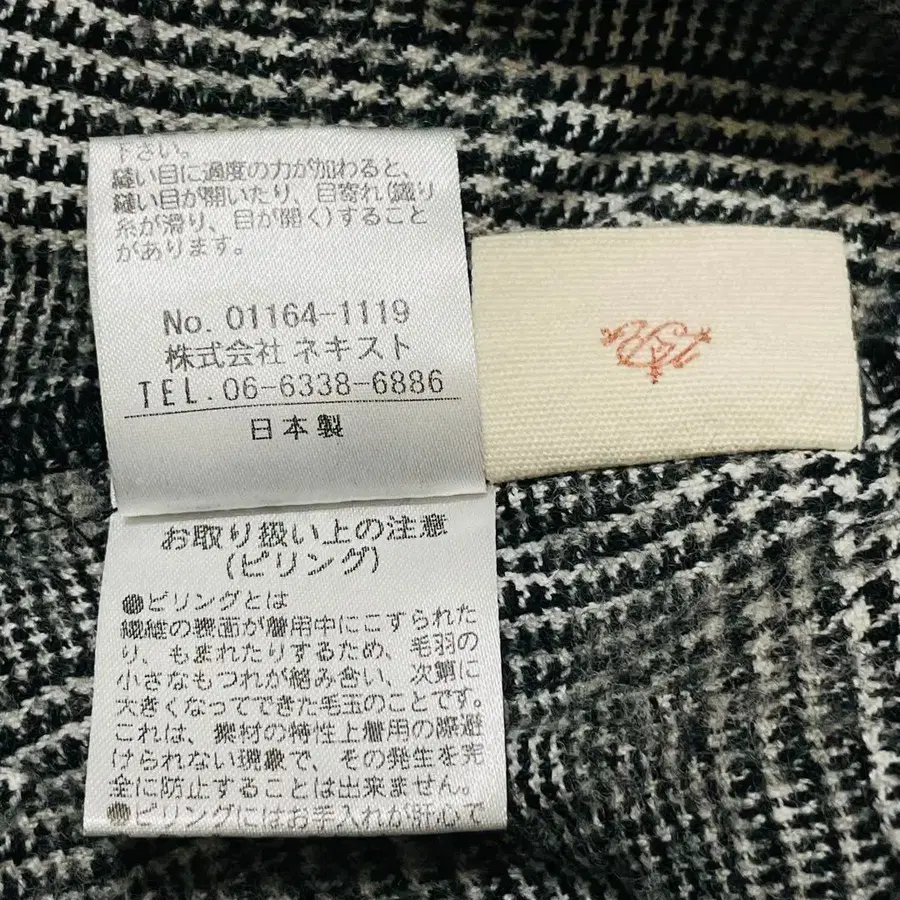 下さい。
縫い目に過度の力が加わると、
縫い目が開いたり、目寄れ(織り
糸が滑り、目が開く)すること
があります。
No. 01164-1119
株式会社 ネキスト
TEL. 06-6338-6886
日本製
お取り扱い上の注意
(ピリング)
●ピリングとは
繊維の表面が着用中にこすられた
り、もまれたりするため、毛羽の
小さなもつれが絡み合い、次第に
大きくなってできた毛玉のことです。
これは、素材の特性上着用の際避
けられない現象で、その発生を完
全に防止することは出来ません。
●ピリングにはお手入れが肝心で